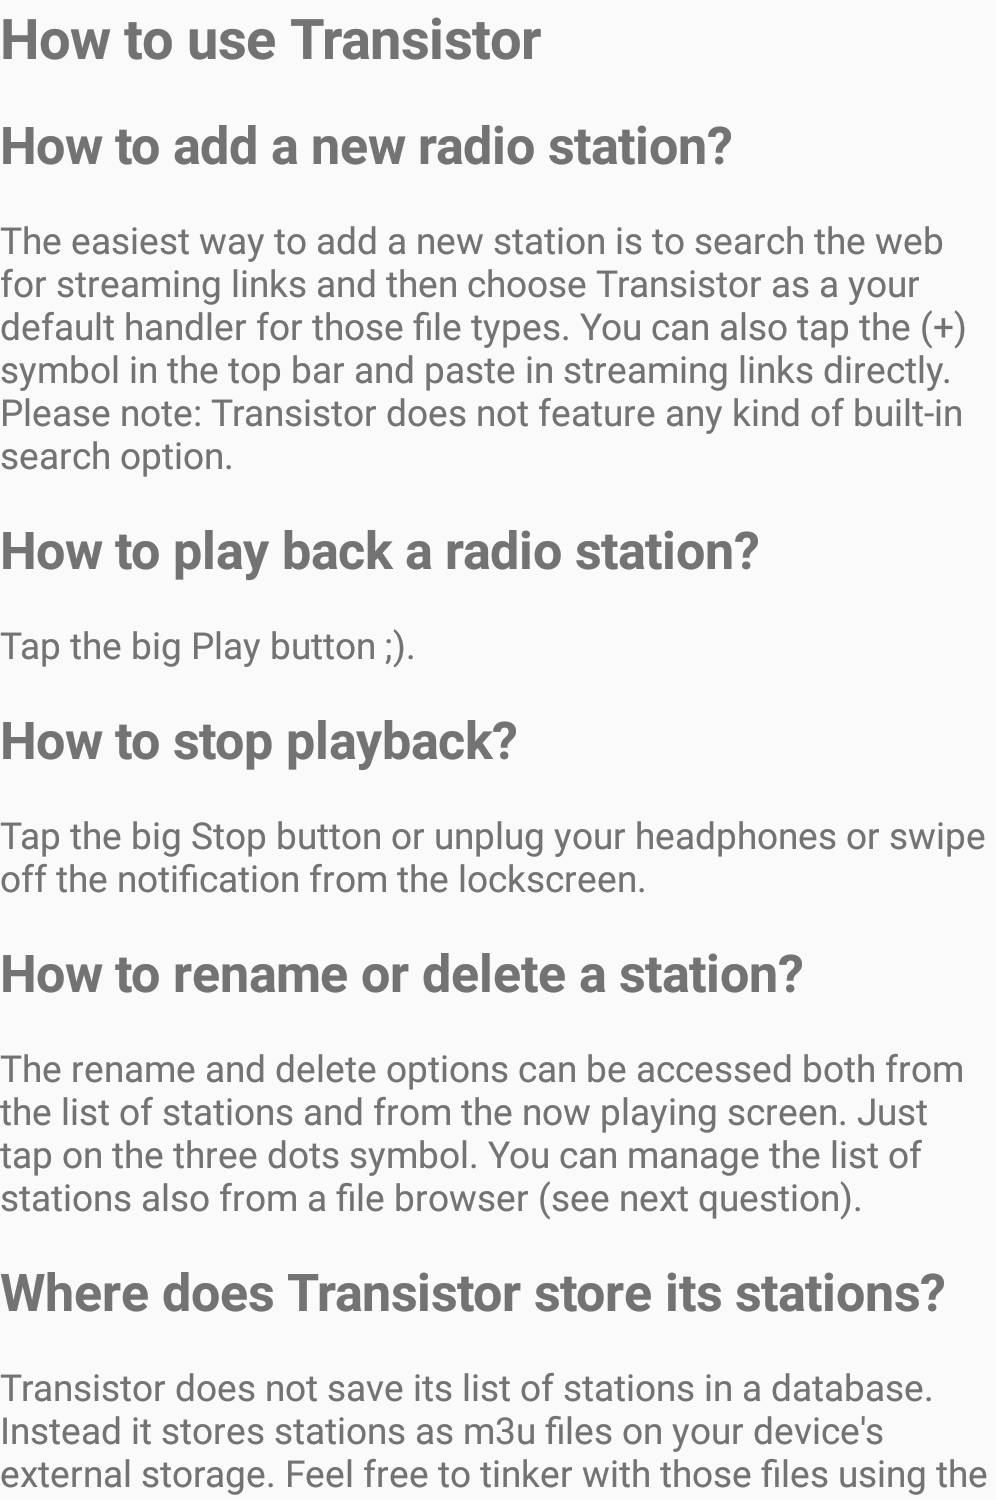 How to use Transistor
How to add a new radio station?
The easiest way to add a new station is to search the web
for streaming links and then choose Transistor as a your
default handler for those file types. You can also tap the (+)
symbol in the top bar and paste in streaming links directly.
Please note: Transistor does not feature any kind of built-in
search option.
How to play back a radio station?
Tap the big Play button ;).
How to stop playback?
Tap the big Stop button or unplug your headphones or swipe
off the notification from the lockscreen.
How to rename or delete a station?
The rename and delete options can be accessed both from
the list of stations and from the now playing screen. Just
tap on the three dots symbol. You can manage the list of
stations also from a file browser (see next question).
Where does Transistor store its stations?
Transistor does not save its list of stations in a database.
Instead it stores stations as m3u files on your device's
external storage. Feel free to tinker with those files using the